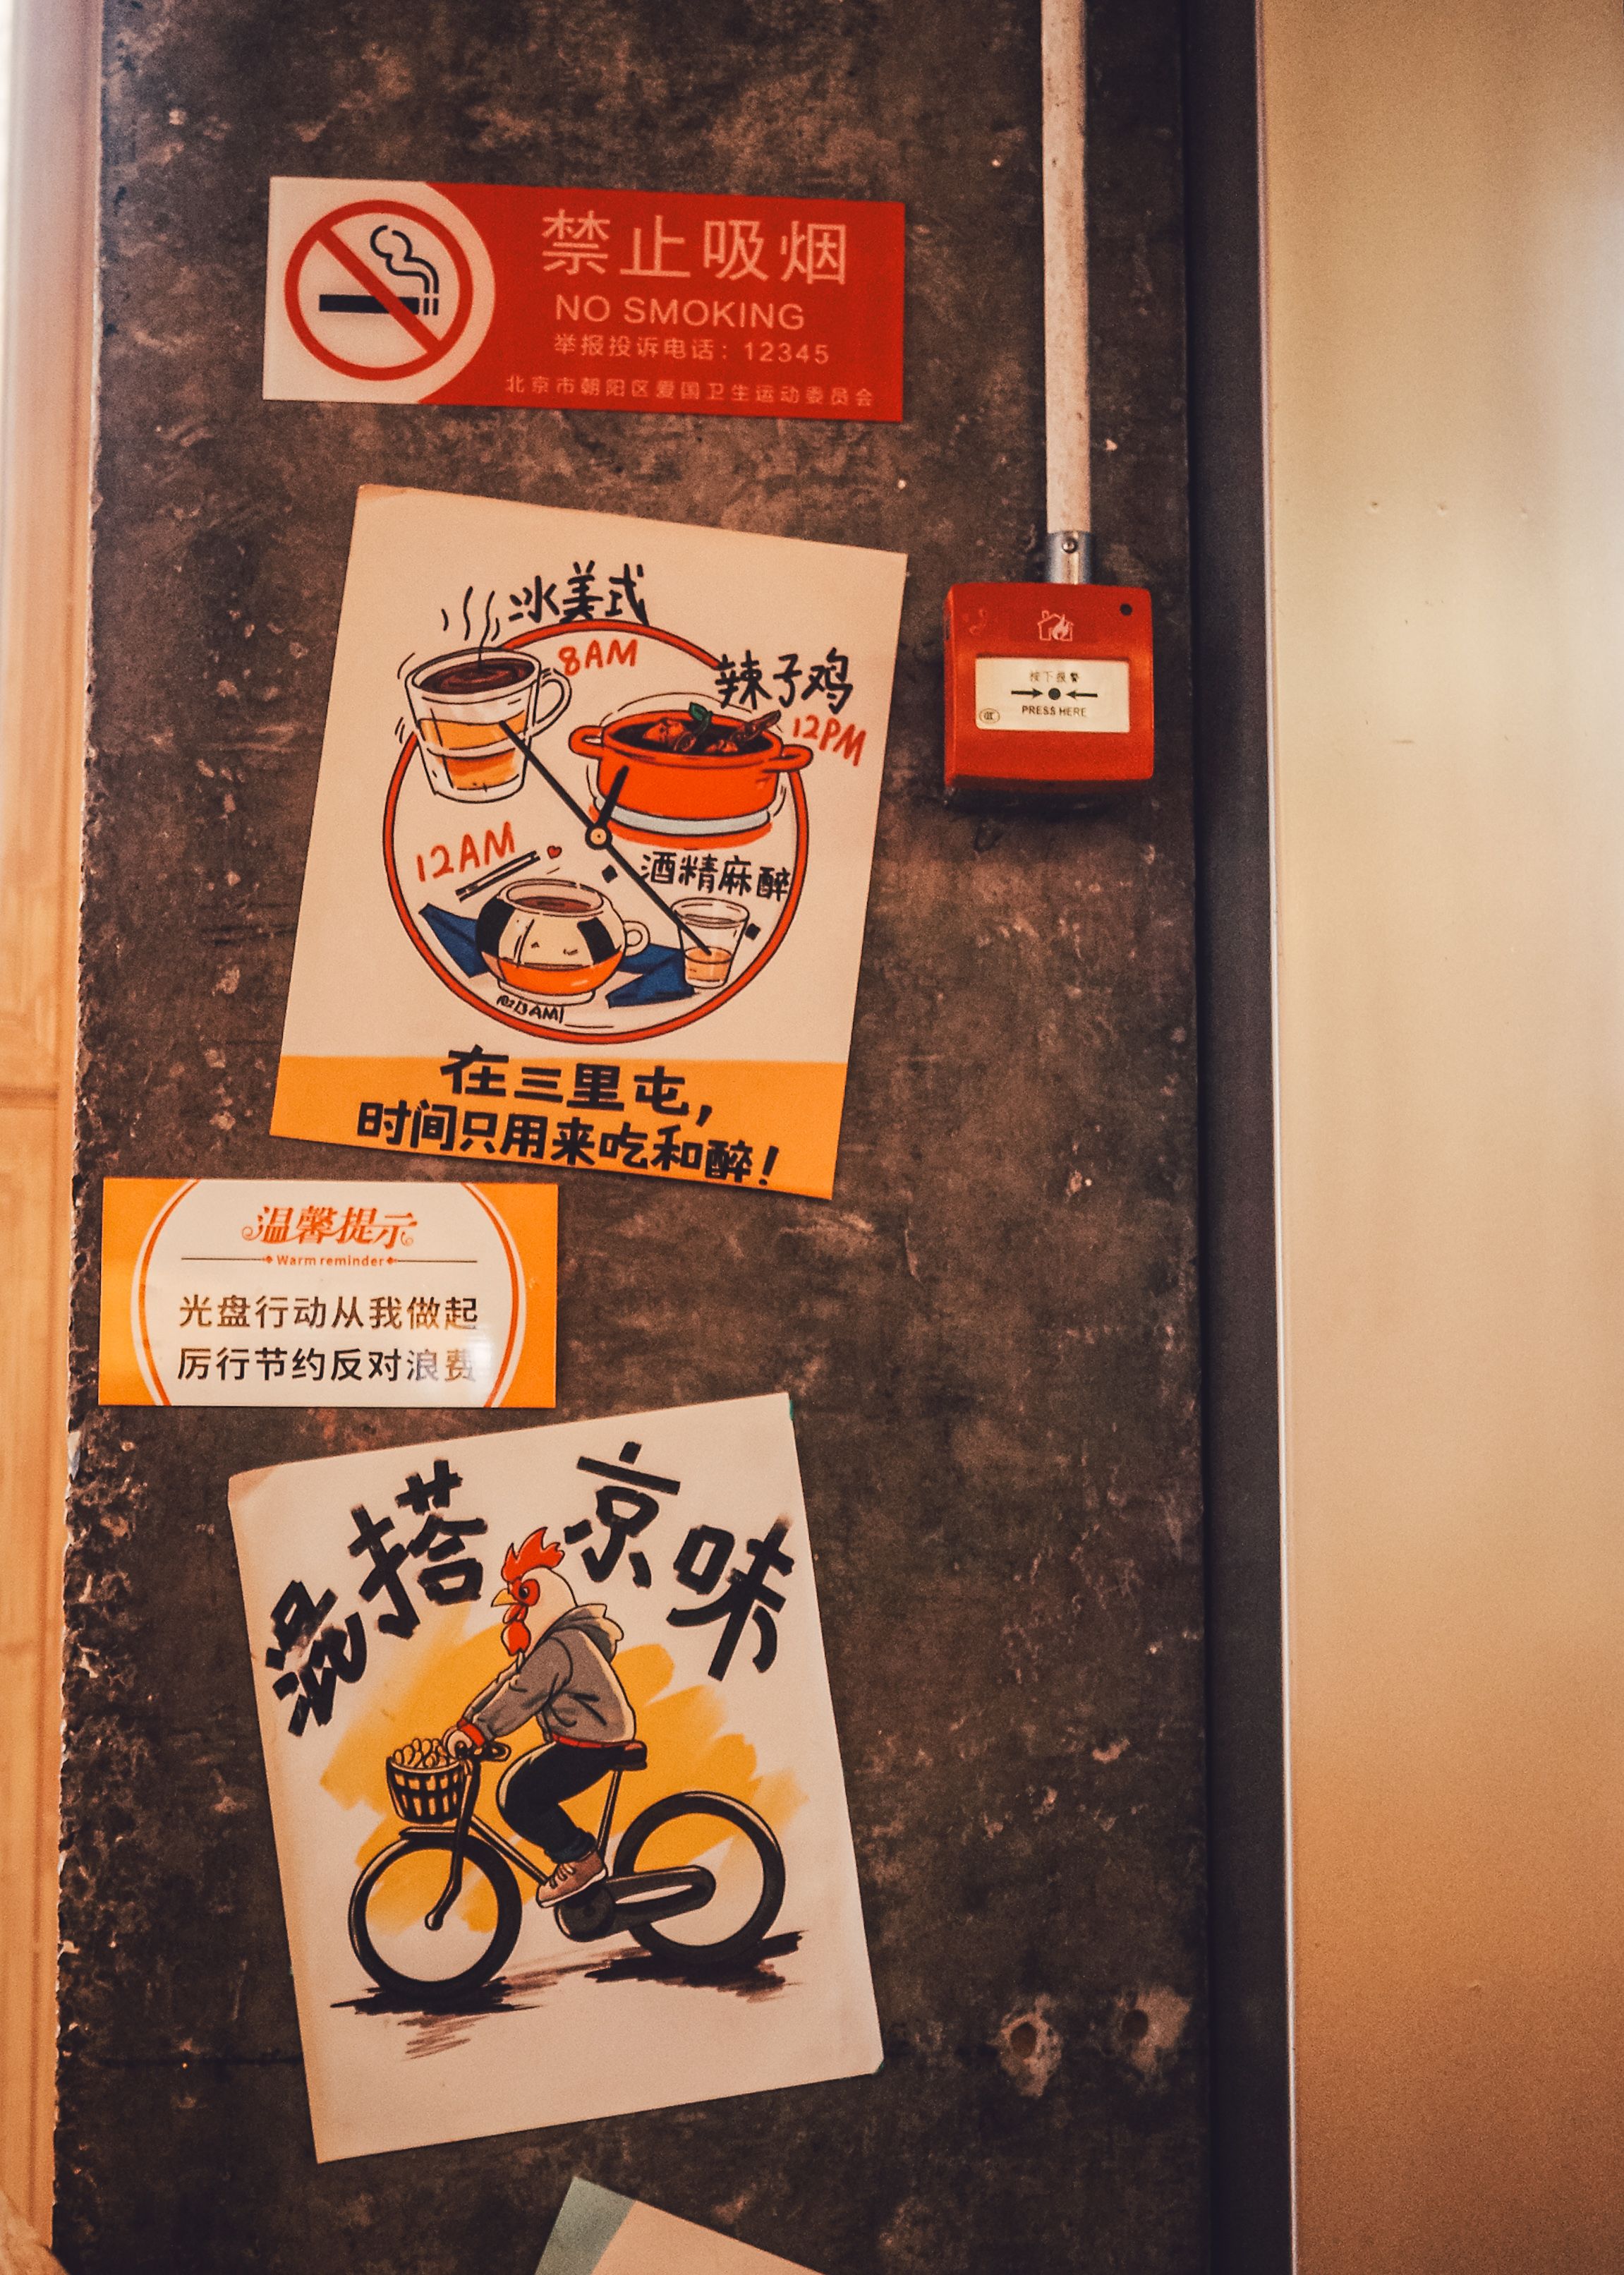 禁止吸烟
NO SMOKING
举报投诉电话：12345
北京市朝阳区爱国卫生运动委员会
冰美式
8AM
辣子鸡
12PM
按下报警
PRESS HERE
12AM
酒精麻醉
在三里屯，
时间只用来吃和醉！
温馨提示
Warm reminder
光盘行动从我做起
厉行节约反对浪费
混搭京味